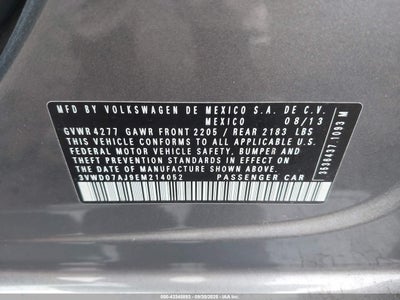 MFD BY VOLKSWAGEN DE MEXICO S.A. DE C.V.
MEXICO 08/13
GVWR 4277 GAWR FRONT 2205 / REAR 2183 LBS
THIS VEHICLE CONFORMS TO ALL APPLICABLE U.S.
FEDERAL MOTOR VEHICLE SAFETY, BUMPER AND
THEFT PREVENTION STANDARDS IN EFFECT ON
THE DATE OF MANUFACTURE SHOWN ABOVE.
3VWD07AJ9EM214052 PASSENGER CAR
3538437/1093 M